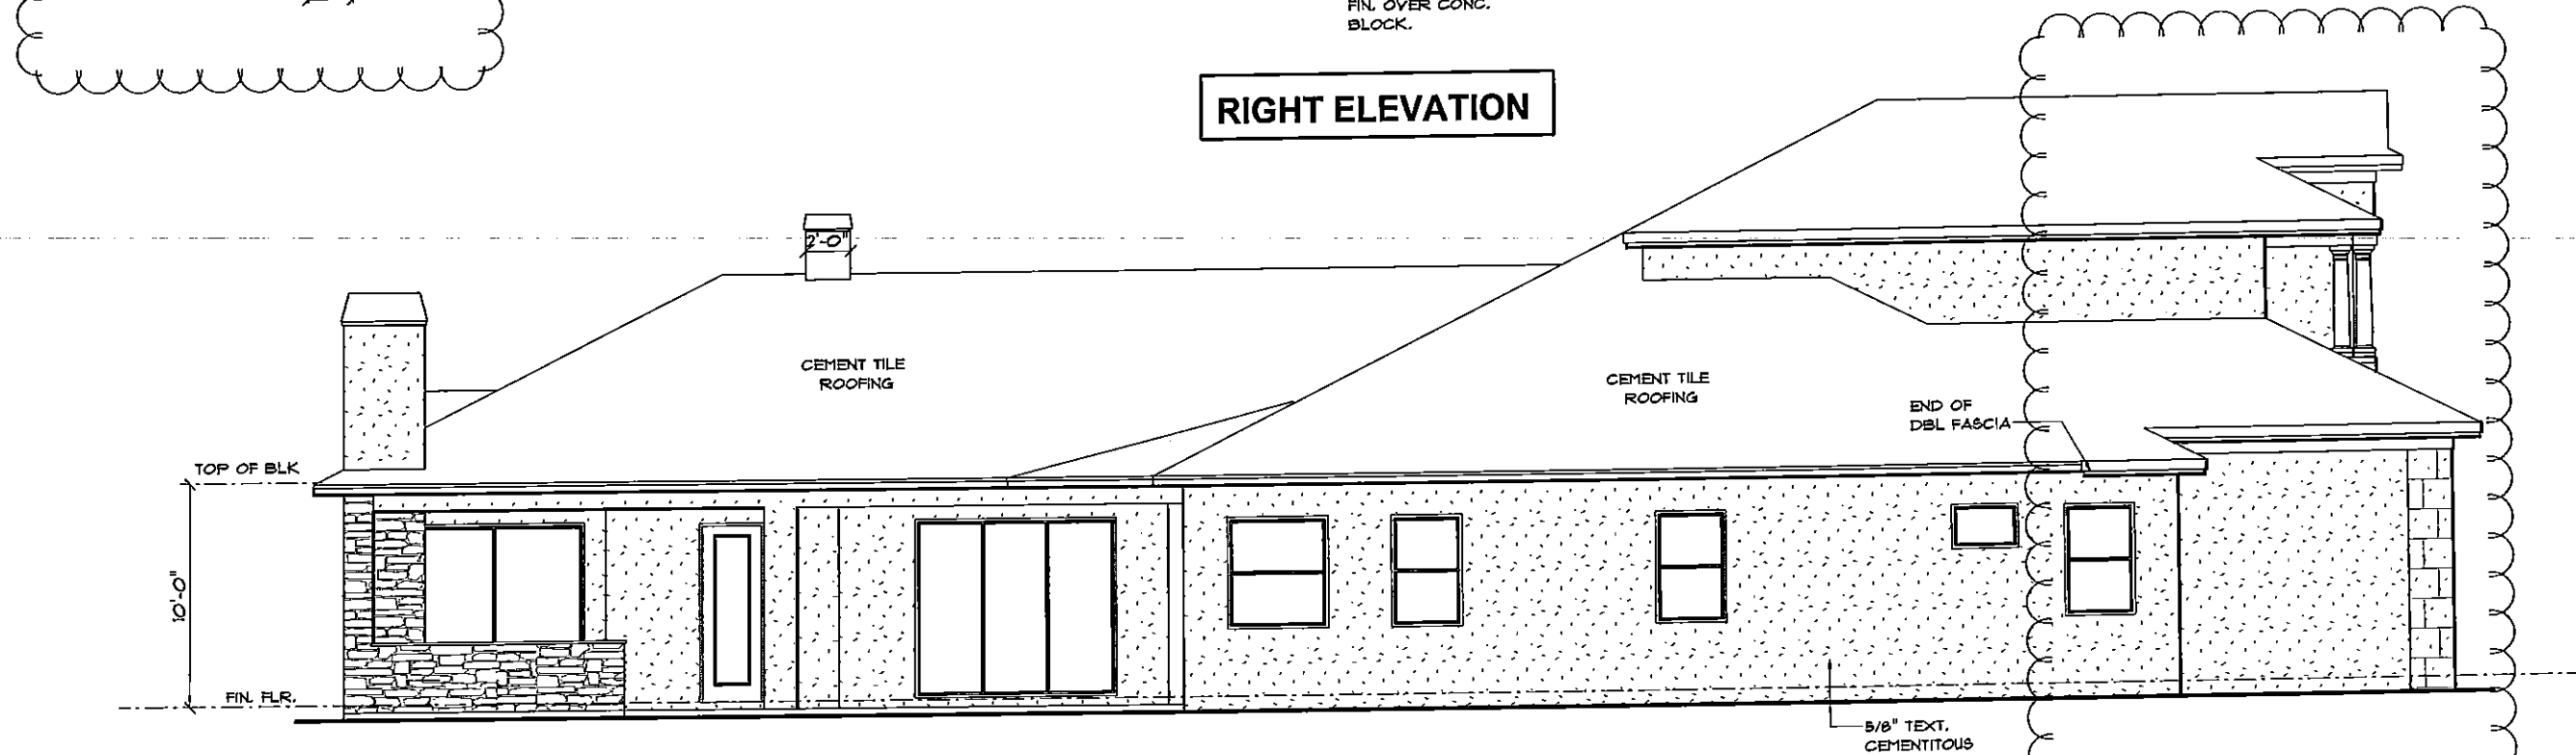 FIN. OVER CONC.
BLOCK.
RIGHT ELEVATION
2'-0"
CEMENT TILE
ROOFING
CEMENT TILE
ROOFING
END OF
DBL FASCIA
TOP OF BLK
10'-0"
FIN. FLR.
5/8" TEXT.
CEMENTITOUS